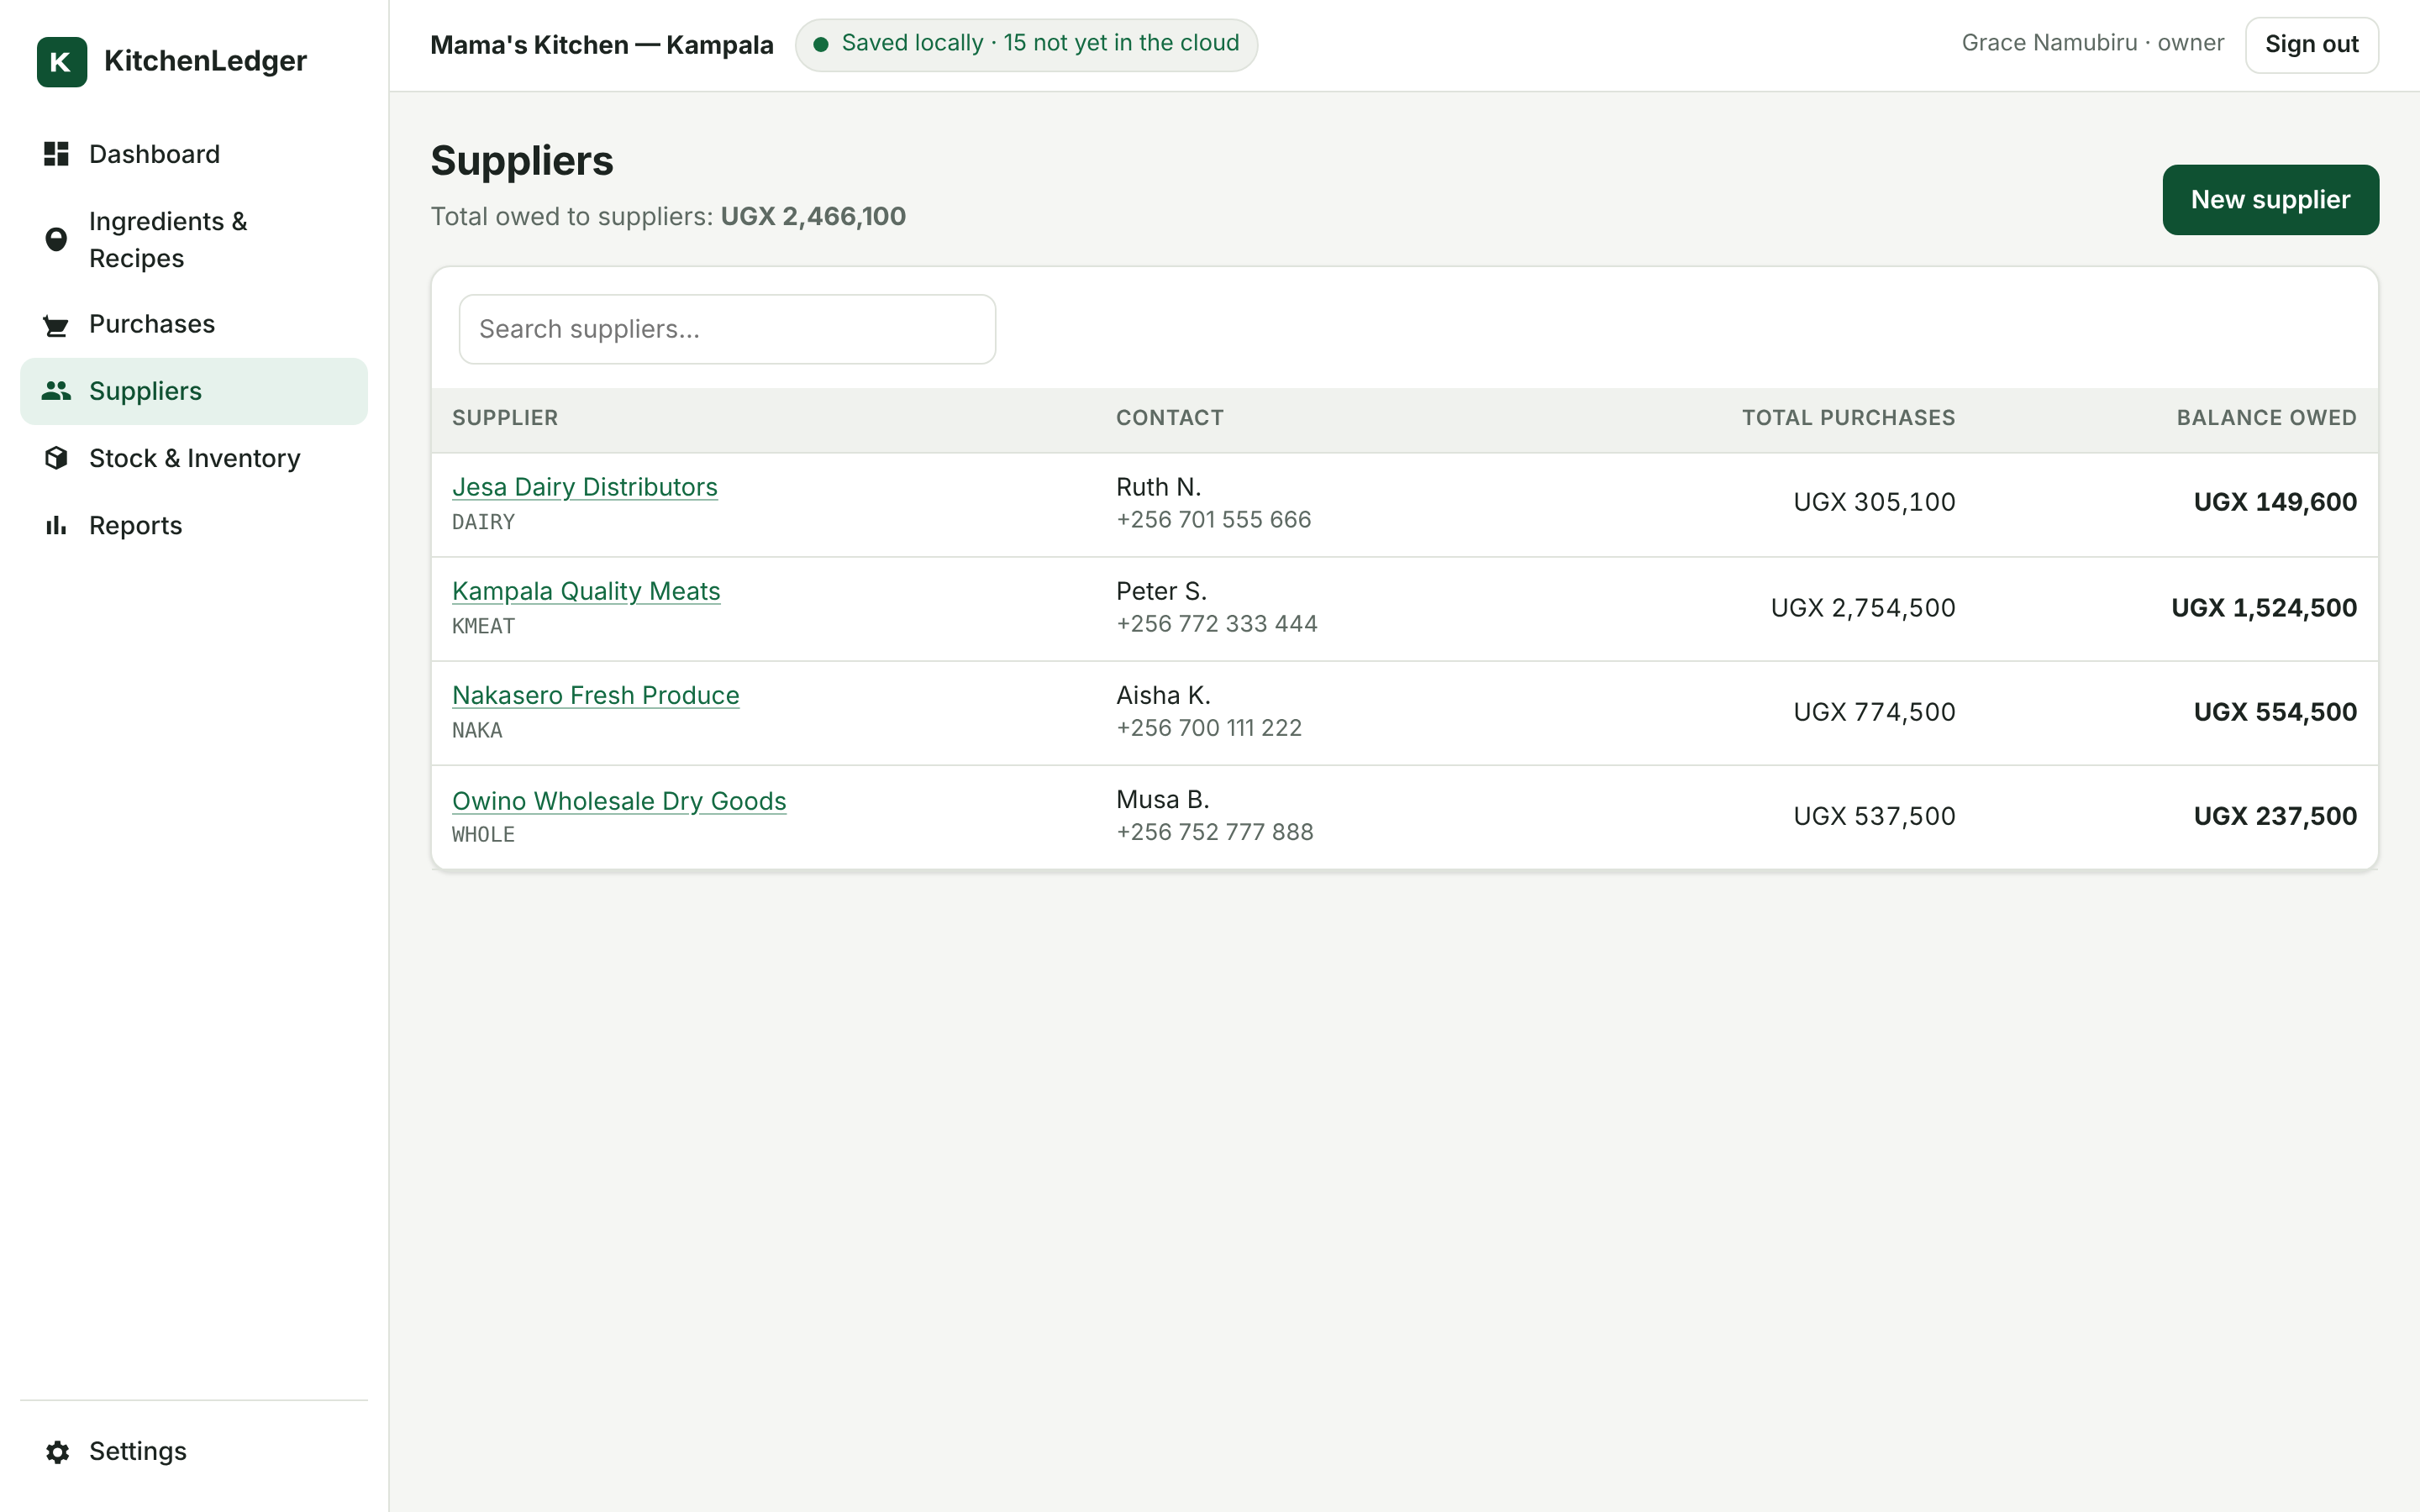 K KitchenLedger
Dashboard
Ingredients &
Recipes
Purchases
Suppliers
Stock & Inventory
Reports
Settings
Mama's Kitchen — Kampala
Saved locally · 15 not yet in the cloud
Grace Namubiru · owner
Sign out
Suppliers
Total owed to suppliers: UGX 2,466,100
New supplier
Search suppliers...
SUPPLIER CONTACT TOTAL PURCHASES BALANCE OWED
Jesa Dairy Distributors
DAIRY
Ruth N.
+256 701 555 666
UGX 305,100
UGX 149,600
Kampala Quality Meats
KMEAT
Peter S.
+256 772 333 444
UGX 2,754,500
UGX 1,524,500
Nakasero Fresh Produce
NAKA
Aisha K.
+256 700 111 222
UGX 774,500
UGX 554,500
Owino Wholesale Dry Goods
WHOLE
Musa B.
+256 752 777 888
UGX 537,500
UGX 237,500